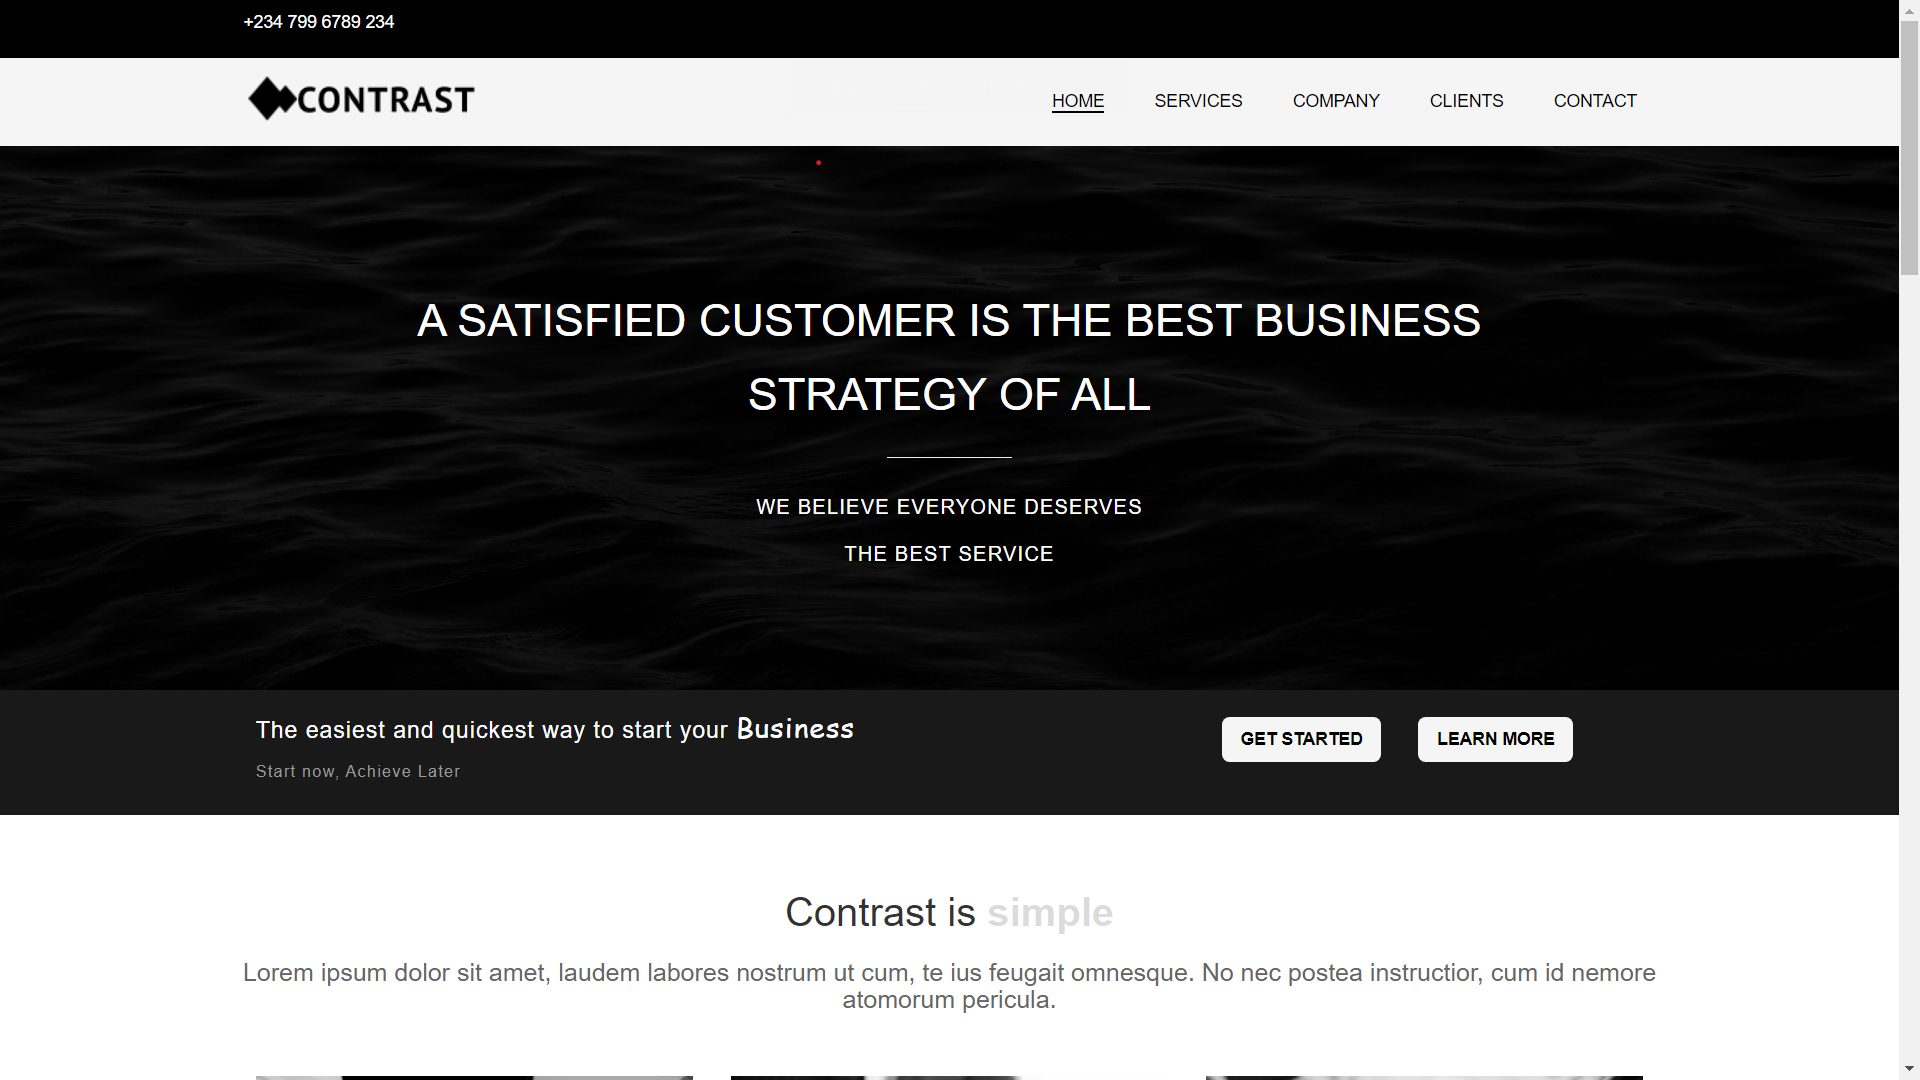 +234 799 6789 234
CONTRAST
HOME SERVICES COMPANY CLIENTS CONTACT
A SATISFIED CUSTOMER IS THE BEST BUSINESS
STRATEGY OF ALL
WE BELIEVE EVERYONE DESERVES
THE BEST SERVICE
The easiest and quickest way to start your Business
Start now, Achieve Later
GET STARTED LEARN MORE
Contrast is simple
Lorem ipsum dolor sit amet, laudem labores nostrum ut cum, te ius feugait omnesque. No nec postea instructior, cum id nemore
atomorum pericula.